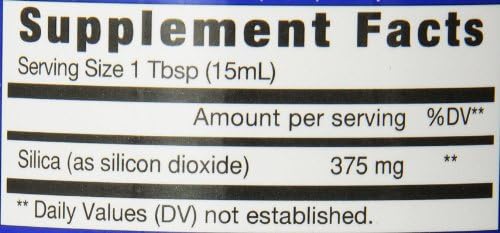 Supplement Facts
Serving Size 1 Tbsp (15mL)
Amount per serving %DV**
Silica (as silicon dioxide) 375 mg **
** Daily Values (DV) not established.